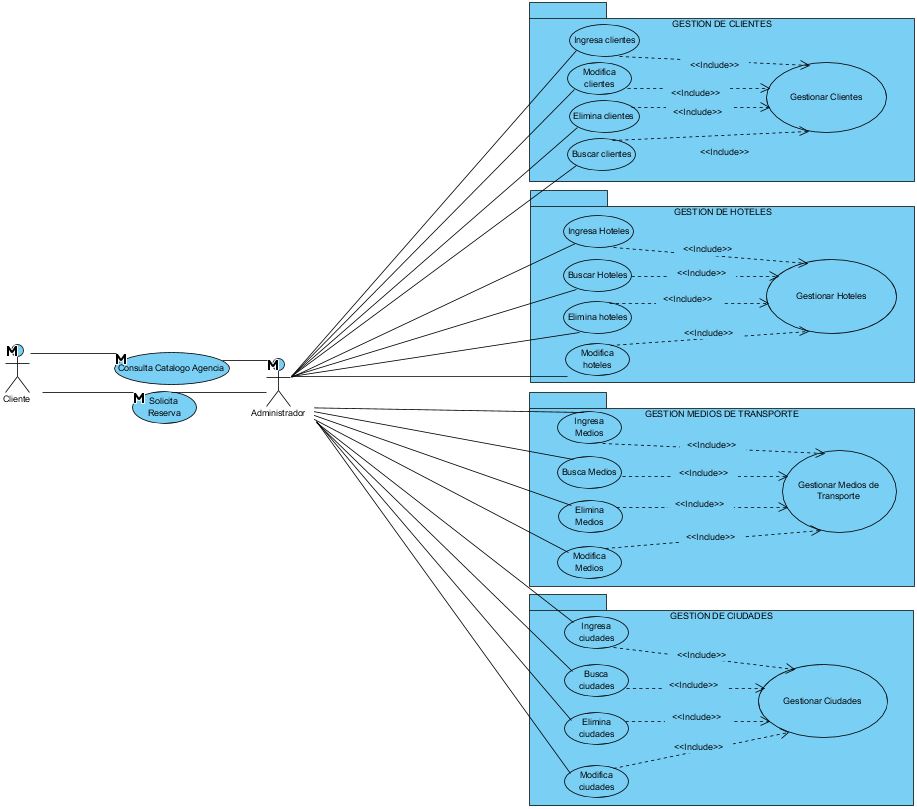 GESTION DE CLIENTES
Ingresa clientes
<<Include>>
Modifica
clientes
<<Include>>
Gestionar Clientes
Elimina clientes
<<Include>>
Buscar clientes
<<Include>>
GESTION DE HOTELES
Ingresa Hoteles
<<Include>>
Buscar Hoteles
<<Include>>
Gestionar Hoteles
Elimina hoteles
<<Include>>
Modifica
hoteles
<<Include>>
M
Cliente
M
Consulta Catalogo Agencia
M
Solicita
Reserva
M
Administrador
GESTION MEDIOS DE TRANSPORTE
Ingresa
Medios
<<Include>>
Busca Medios
<<Include>>
Gestionar Medios de
Transporte
Elimina
Medios
<<Include>>
Modifica
Medios
<<Include>>
GESTION DE CIUDADES
Ingresa
ciudades
<<Include>>
Busca
ciudades
<<Include>>
Gestionar Ciudades
Elimina
ciudades
<<Include>>
Modifica
ciudades
<<Include>>